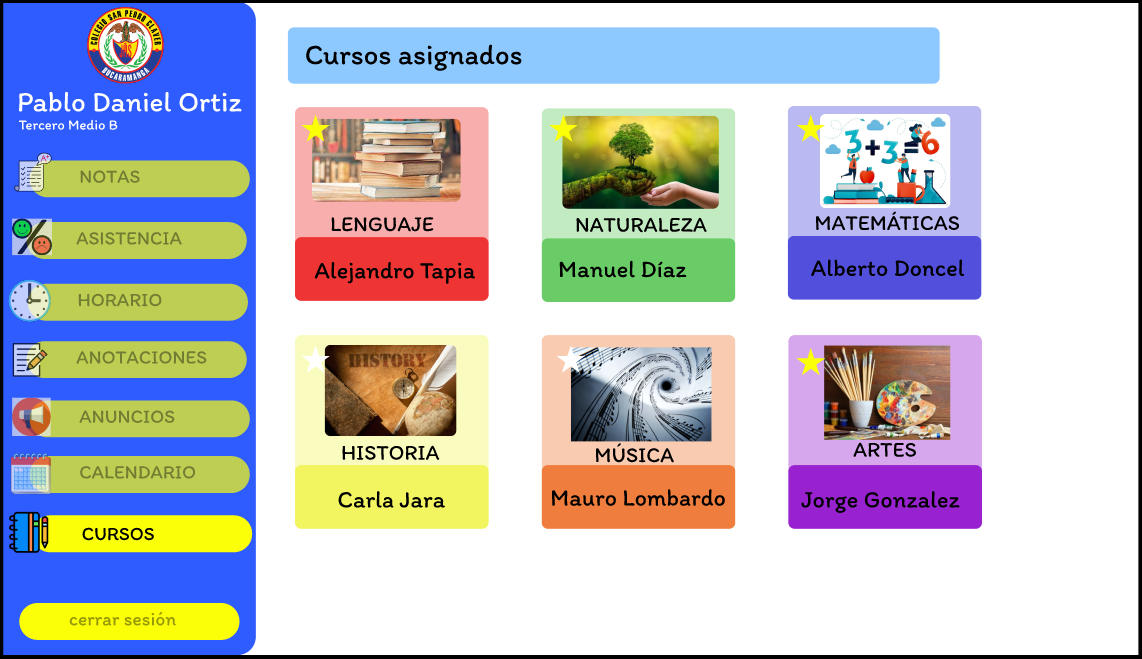 COLEGIO SAN PEDRO CLAVER
BUCARAMANGA
Pablo Daniel Ortiz
Tercero Medio B
A+
NOTAS
ASISTENCIA
HORARIO
ANOTACIONES
ANUNCIOS
CALENDARIO
CURSOS
cerrar sesión
Cursos asignados
LENGUAJE
Alejandro Tapia
NATURALEZA
Manuel Díaz
3+3=6
MATEMÁTICAS
Alberto Doncel
HISTORY
HISTORIA
Carla Jara
MÚSICA
Mauro Lombardo
ARTES
Jorge Gonzalez